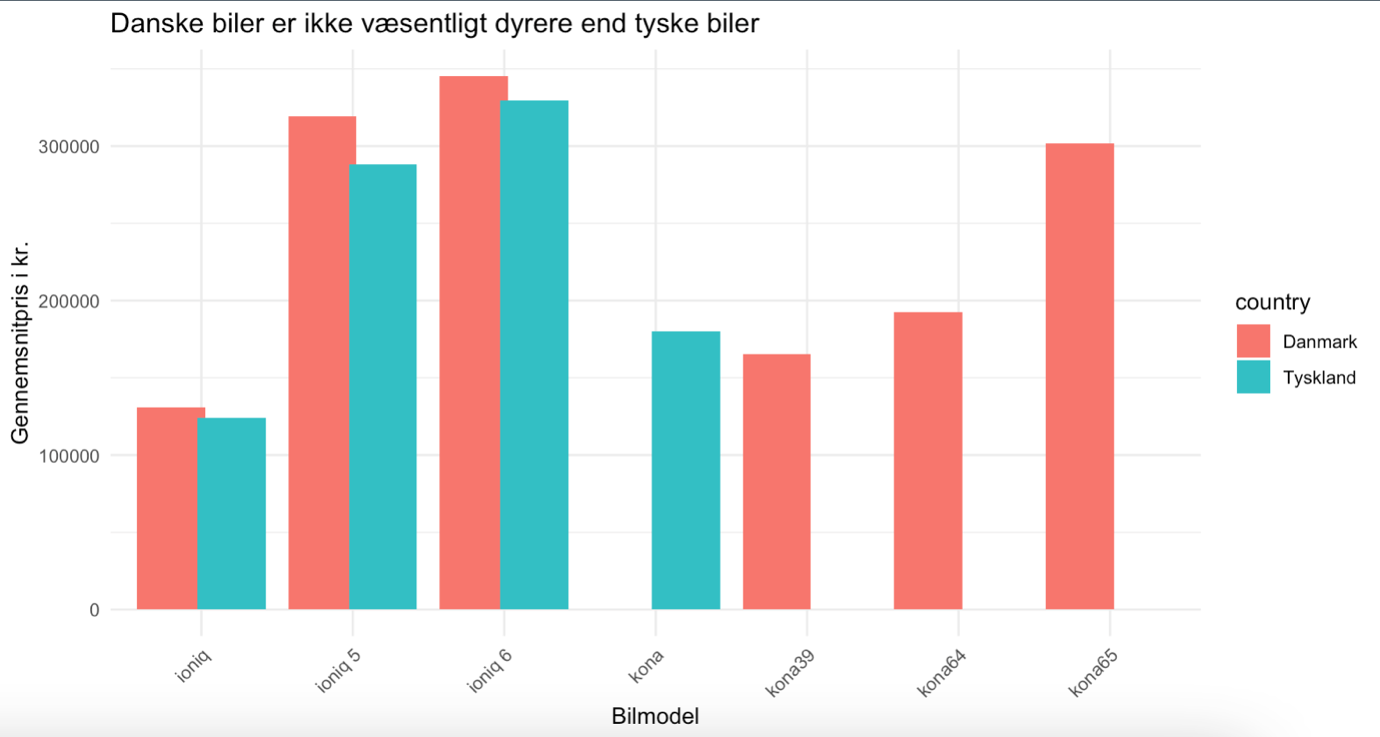 Danske biler er ikke væsentligt dyrere end tyske biler
Gennemsnitpris i kr.
300000
200000
100000
0
ioniq
ioniq 5
ioniq 6
kona
kona39
kona64
kona65
Bilmodel
country
Danmark
Tyskland